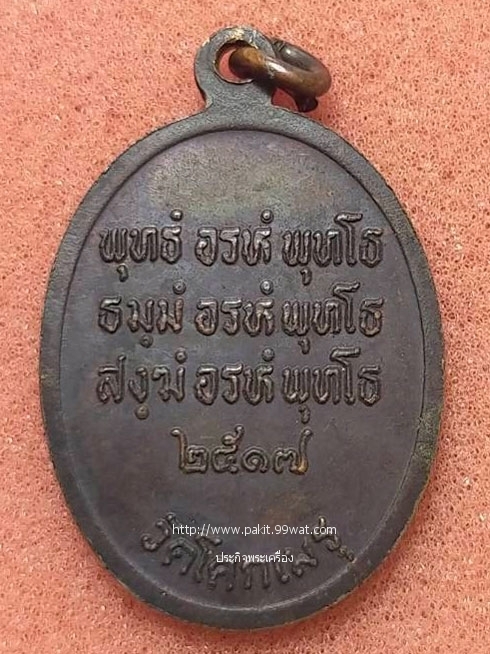 พุทธํ อรหํ พุทโธ
ธมฺมํ อรหํ พุทโธ
สงฺฆํ อรหํ พุทโธ
๒๕๑๗
http://www.pakit.99wat.com
ประกิจพระเครื่อง